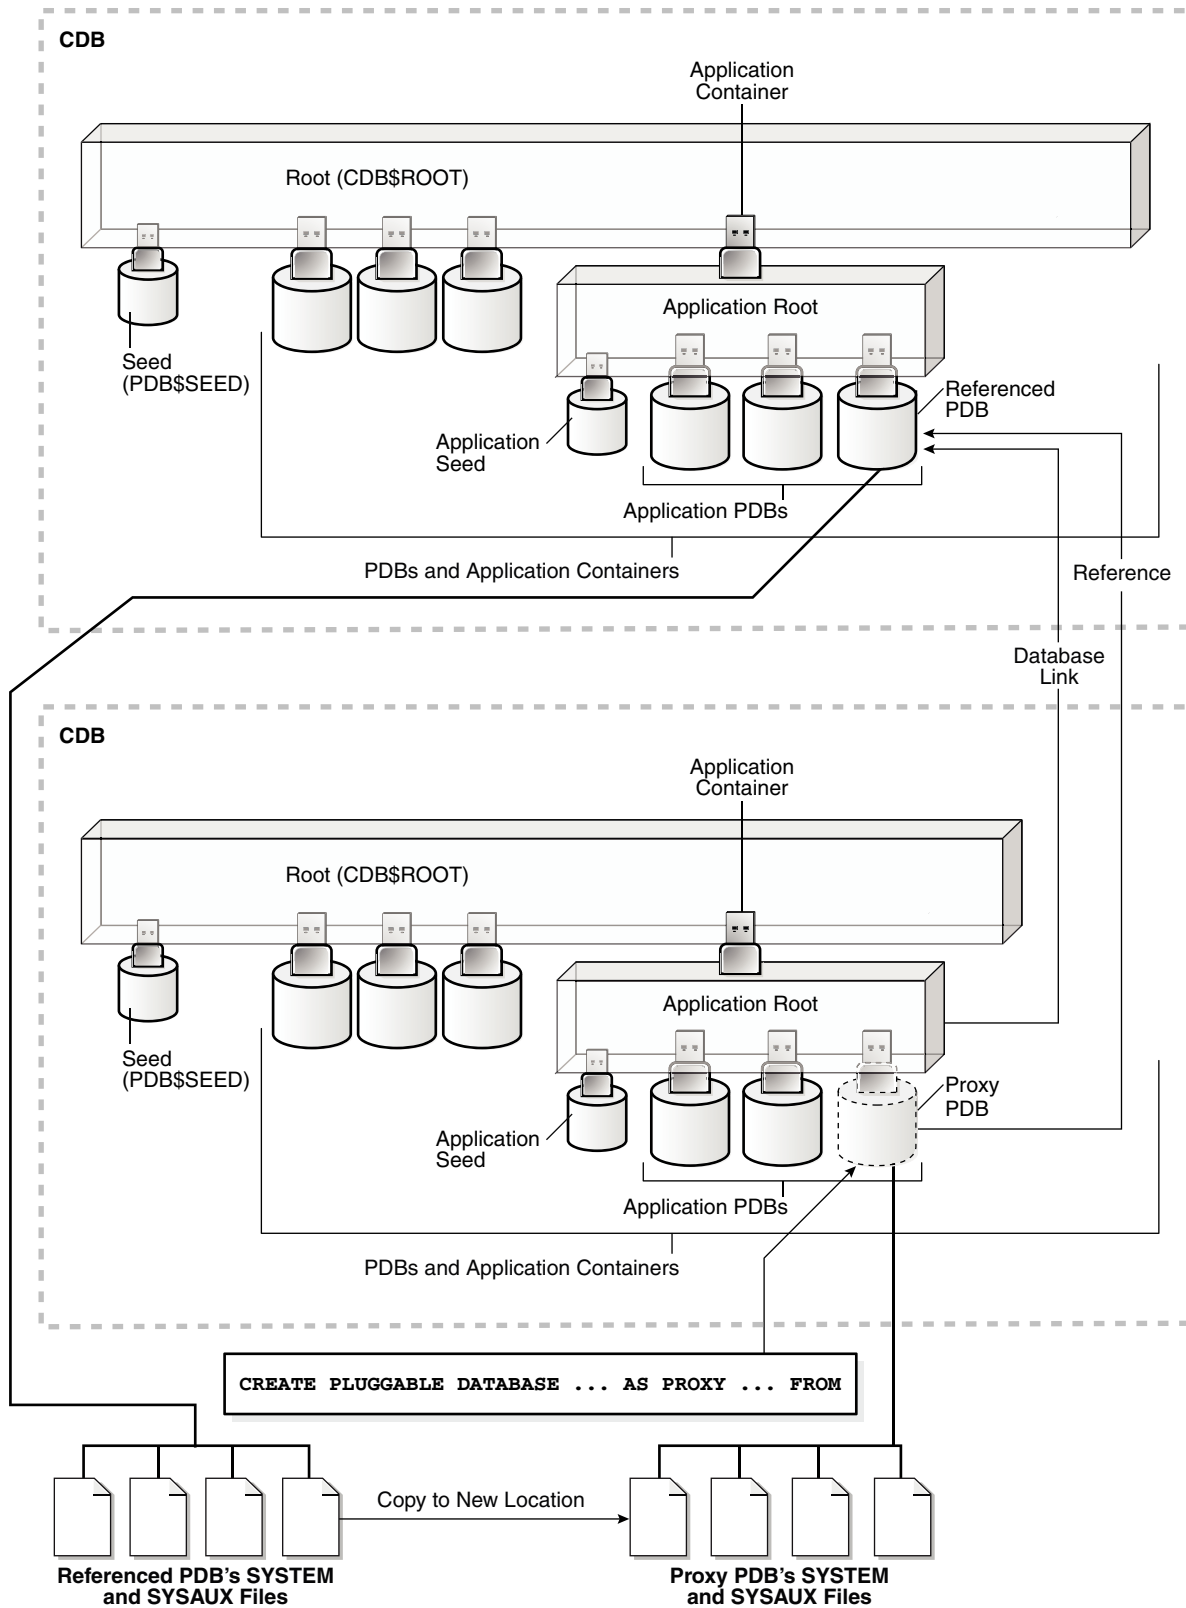 CDB
Application
Container
Root (CDB$ROOT)
Application Root
Seed
(PDB$SEED)
Referenced
PDB
Application
Seed
Application PDBs
PDBs and Application Containers
Reference
Database
Link
CDB
Application
Container
Root (CDB$ROOT)
Application Root
Seed
(PDB$SEED)
Proxy
PDB
Application
Seed
Application PDBs
PDBs and Application Containers
CREATE PLUGGABLE DATABASE ... AS PROXY ... FROM
Copy to New Location
Referenced PDB's SYSTEM
and SYSAUX Files
Proxy PDB's SYSTEM
and SYSAUX Files